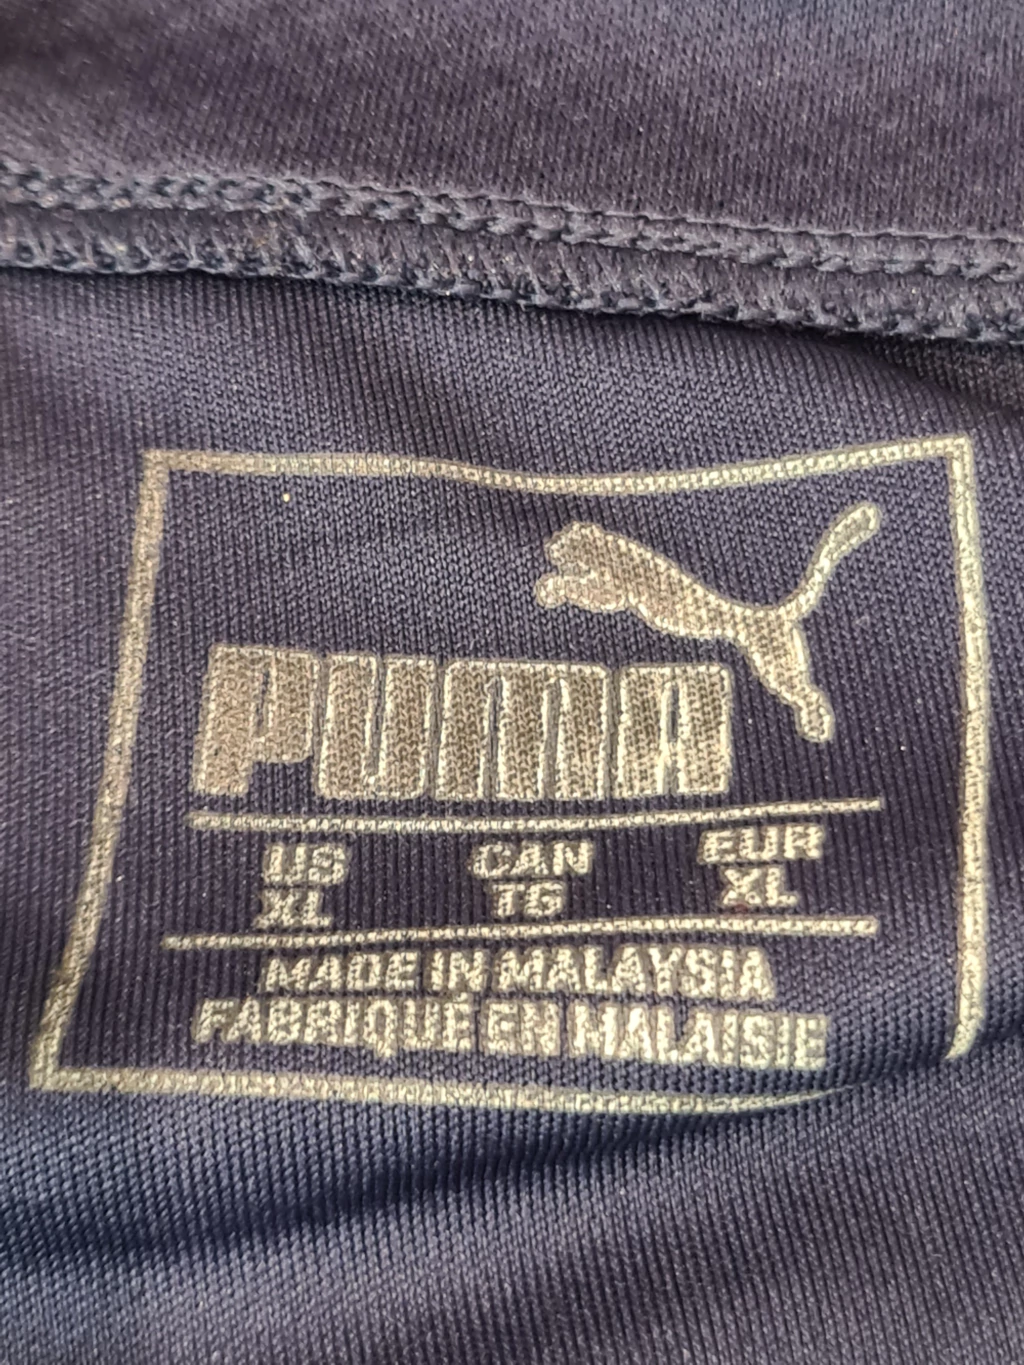 PUMA
US CAN EUR
XL TG XL
MADE IN MALAYSIA
FABRIQUÉ EN MALAISIE